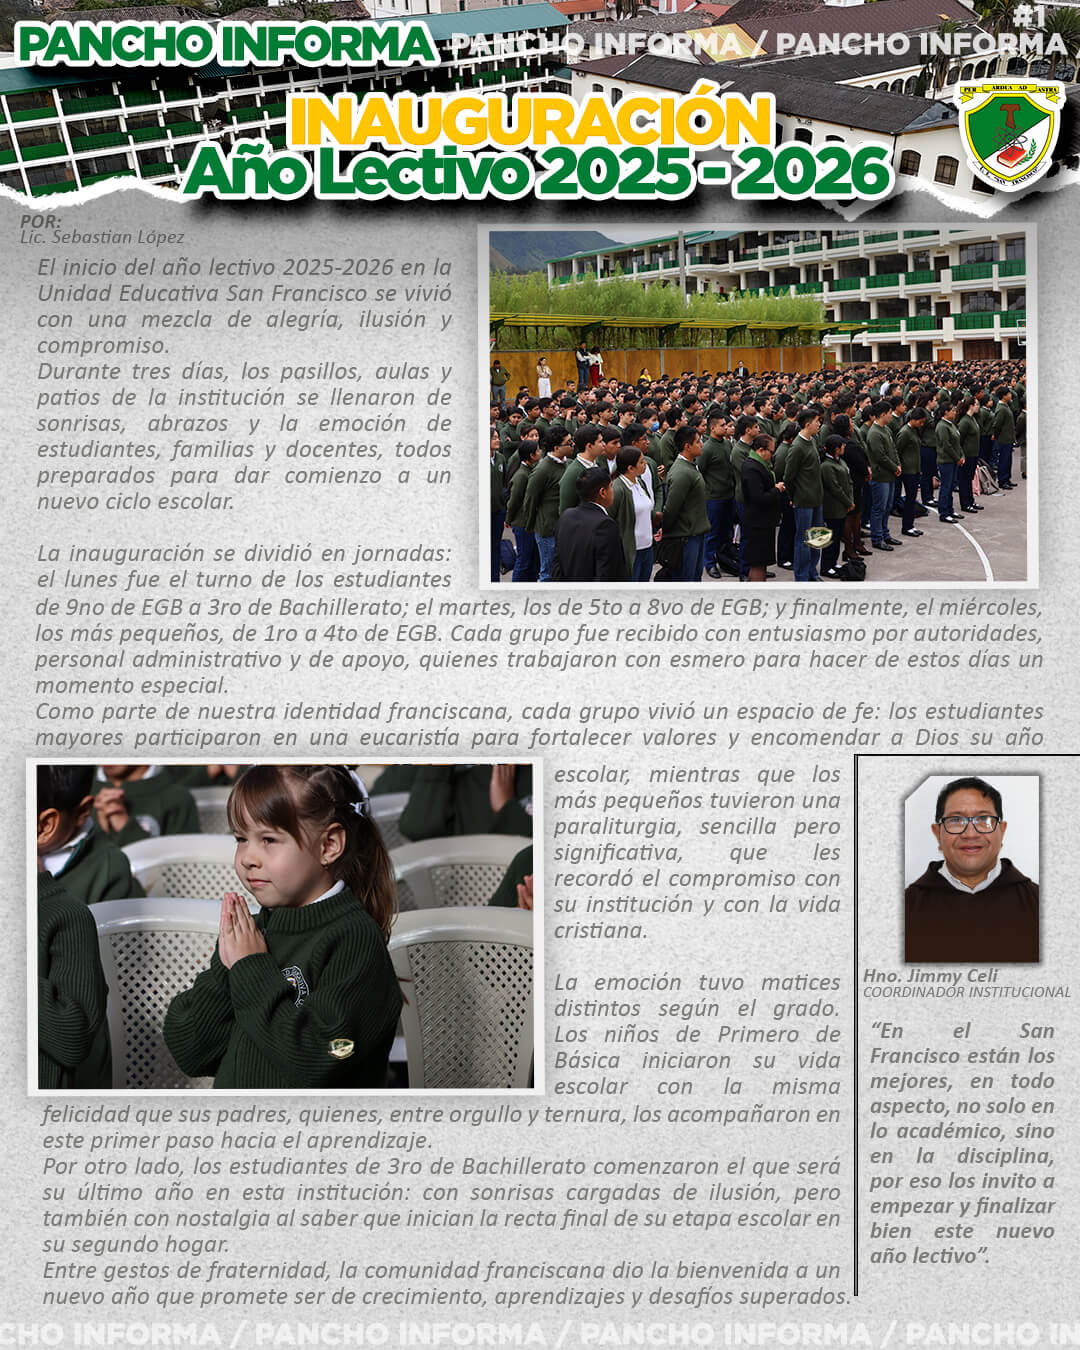 #1
PANCHO INFORMA PANCHO INFORMA / PANCHO INFORMA
INAUGURACIÓN
Año Lectivo 2025 - 2026
PER ARDUA AD ASTRA
U. E. "SAN FRANCISCO"
POR:
Lic. Sebastian López
El inicio del año lectivo 2025-2026 en la
Unidad Educativa San Francisco se vivió
con una mezcla de alegría, ilusión y
compromiso.
Durante tres días, los pasillos, aulas y
patios de la institución se llenaron de
sonrisas, abrazos y la emoción de
estudiantes, familias y docentes, todos
preparados para dar comienzo a un
nuevo ciclo escolar.
La inauguración se dividió en jornadas:
el lunes fue el turno de los estudiantes
de 9no de EGB a 3ro de Bachillerato; el martes, los de 5to a 8vo de EGB; y finalmente, el miércoles,
los más pequeños, de 1ro a 4to de EGB. Cada grupo fue recibido con entusiasmo por autoridades,
personal administrativo y de apoyo, quienes trabajaron con esmero para hacer de estos días un
momento especial.
Como parte de nuestra identidad franciscana, cada grupo vivió un espacio de fe: los estudiantes
mayores participaron en una eucaristía para fortalecer valores y encomendar a Dios su año
escolar, mientras que los
más pequeños tuvieron una
paraliturgia, sencilla pero
significativa, que les
recordó el compromiso con
su institución y con la vida
cristiana.
La emoción tuvo matices
distintos según el grado.
Los niños de Primero de
Básica iniciaron su vida
escolar con la misma
felicidad que sus padres, quienes, entre orgullo y ternura, los acompañaron en
este primer paso hacia el aprendizaje.
Por otro lado, los estudiantes de 3ro de Bachillerato comenzaron el que será
su último año en esta institución: con sonrisas cargadas de ilusión, pero
también con nostalgia al saber que inician la recta final de su etapa escolar en
su segundo hogar.
Entre gestos de fraternidad, la comunidad franciscana dio la bienvenida a un
nuevo año que promete ser de crecimiento, aprendizajes y desafíos superados.
Hno. Jimmy Celi
COORDINADOR INSTITUCIONAL
“En el San
Francisco están los
mejores, en todo
aspecto, no solo en
lo académico, sino
en la disciplina,
por eso los invito a
empezar y finalizar
bien este nuevo
año lectivo”.
CHO INFORMA / PANCHO INFORMA / PANCHO INFORMA / PANCHO IN